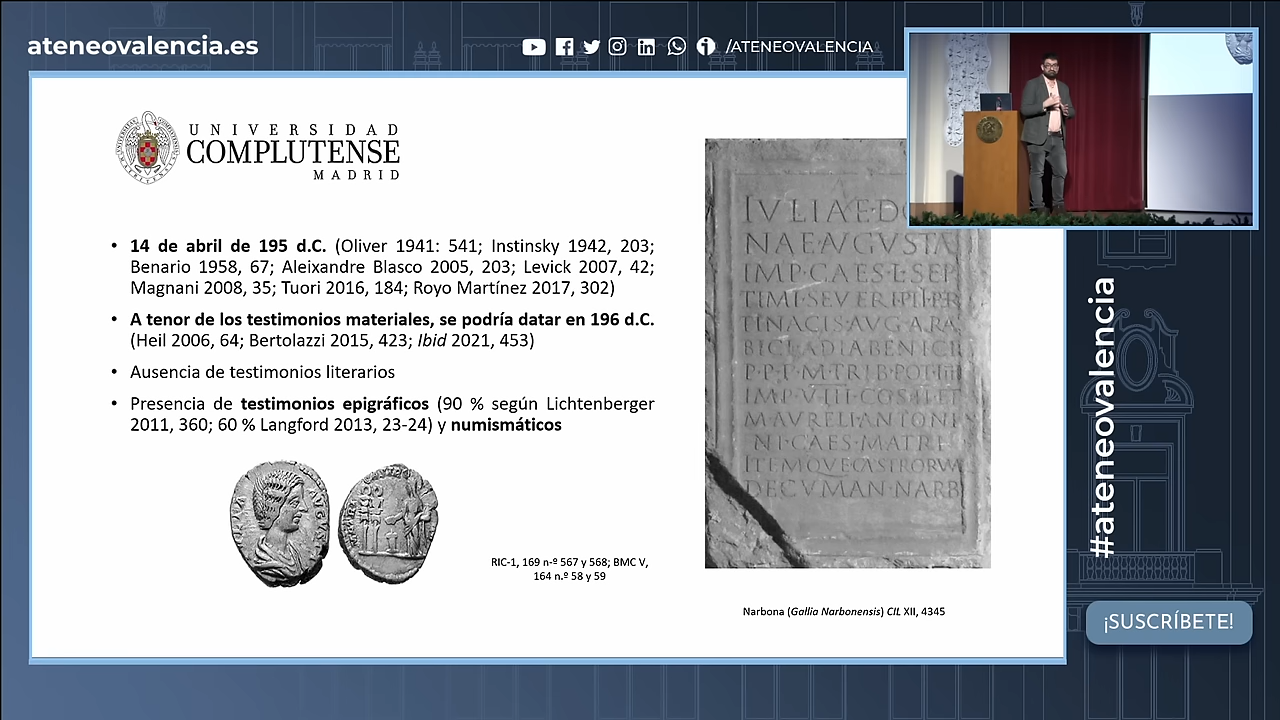 ateneovalencia.es
/ATENEOVALENCIA
UNIVERSIDAD
COMPLUTENSE
MADRID
• 14 de abril de 195 d.C. (Oliver 1941: 541; Instinsky 1942, 203;
Benario 1958, 67; Aleixandre Blasco 2005, 203; Levick 2007, 42;
Magnani 2008, 35; Tuori 2016, 184; Royo Martínez 2017, 302)
• A tenor de los testimonios materiales, se podría datar en 196 d.C.
(Heil 2006, 64; Bertolazzi 2015, 423; Ibid 2021, 453)
• Ausencia de testimonios literarios
• Presencia de testimonios epigráficos (90 % según Lichtenberger
2011, 360; 60 % Langford 2013, 23-24) y numismáticos
RIC-1, 169 n-º 567 y 568; BMC V,
164 n.º 58 y 59
IVLIAE·D
NAE·AVGVSTA
IMP·CAES·L·SEP
TIMI·SEVERI·PII·PER
TINACIS·AVG·ARA
BICI·ADIABENICI
P·P·P·M·TRIB·POT·IIII
IMP·VIII·COS·II·ET
M·AVRELI·ANTONI
NI·CAES·MATRI
ITEMQVE·CASTRORVM
DECVMAN·NARB
Narbona (Gallia Narbonensis) CIL XII, 4345
#ateneovalencia
¡SUSCRÍBETE!